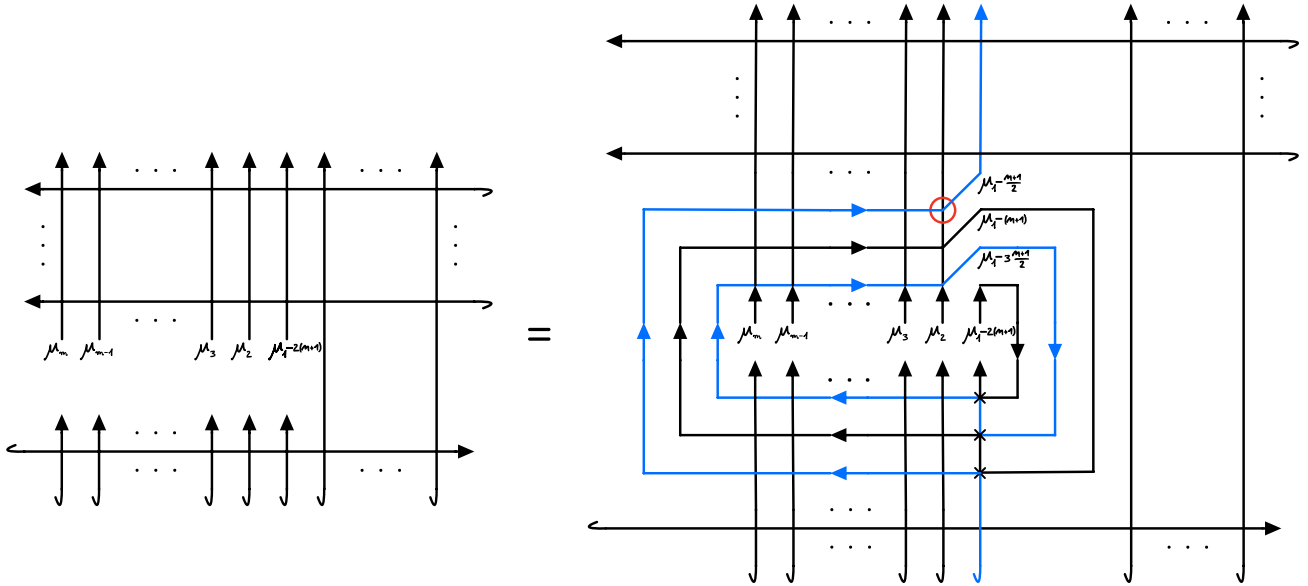 μ₁-(m+1)/2
μ₁-(m+1)
μ₁-3(m+1)/2
μₘ μₘ₋₁ μ₃ μ₂ μ₁-2(m+1) = μₘ μₘ₋₁ μ₃ μ₂ μ₁-2(m+1)